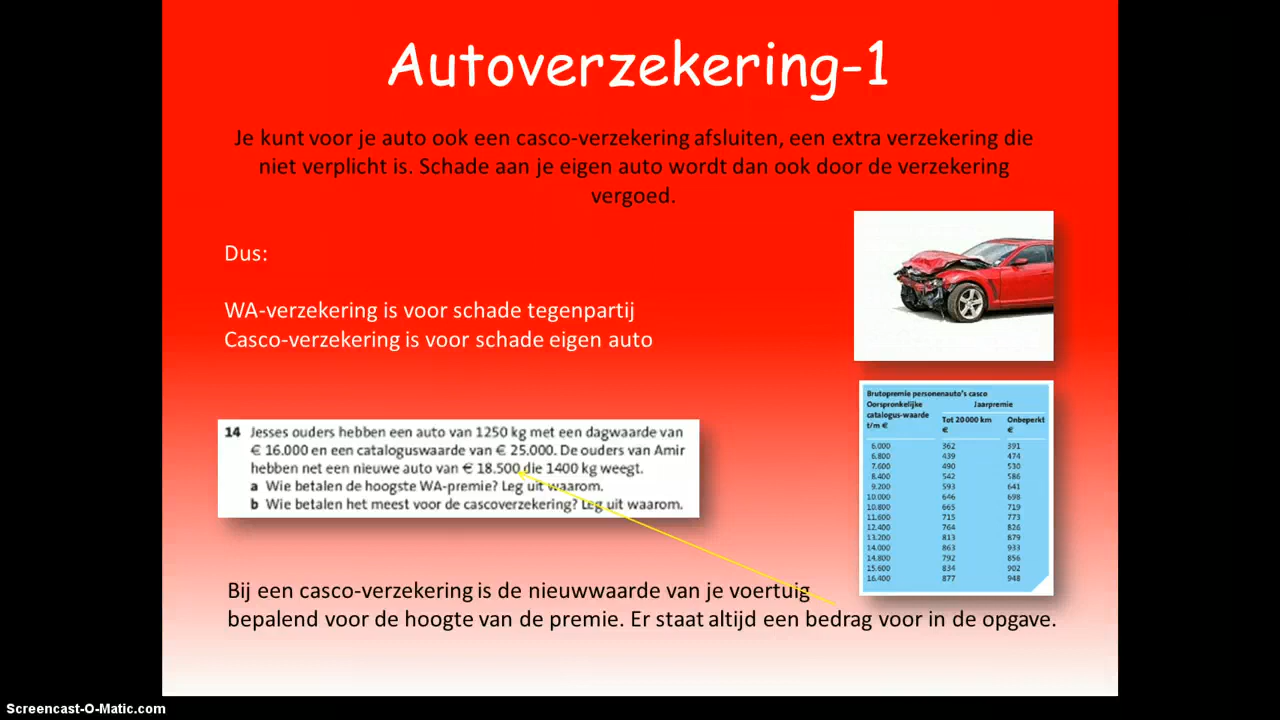 Autoverzekering-1
Je kunt voor je auto ook een casco-verzekering afsluiten, een extra verzekering die
niet verplicht is. Schade aan je eigen auto wordt dan ook door de verzekering
vergoed.
Dus:
WA-verzekering is voor schade tegenpartij
Casco-verzekering is voor schade eigen auto
14 Jesses ouders hebben een auto van 1250 kg met een dagwaarde van
€ 16.000 en een cataloguswaarde van € 25.000. De ouders van Amir
hebben net een nieuwe auto van € 18.500 die 1400 kg weegt.
a Wie betalen de hoogste WA-premie? Leg uit waarom.
b Wie betalen het meest voor de cascoverzekering? Leg uit waarom.
Brutopremie personenauto's casco
Oorspronkelijke Jaarpremie
catalogus-waarde
t/m € Tot 20 000 km Onbeperkt
€ €
6.000 362 391
6.800 439 474
7.600 490 530
8.400 542 586
9.200 593 641
10.000 646 698
10.800 665 719
11.600 715 773
12.400 764 826
13.200 813 879
14.000 863 933
14.800 792 856
15.600 834 902
16.400 877 948
Bij een casco-verzekering is de nieuwwaarde van je voertuig
bepalend voor de hoogte van de premie. Er staat altijd een bedrag voor in de opgave.
Screencast-O-Matic.com